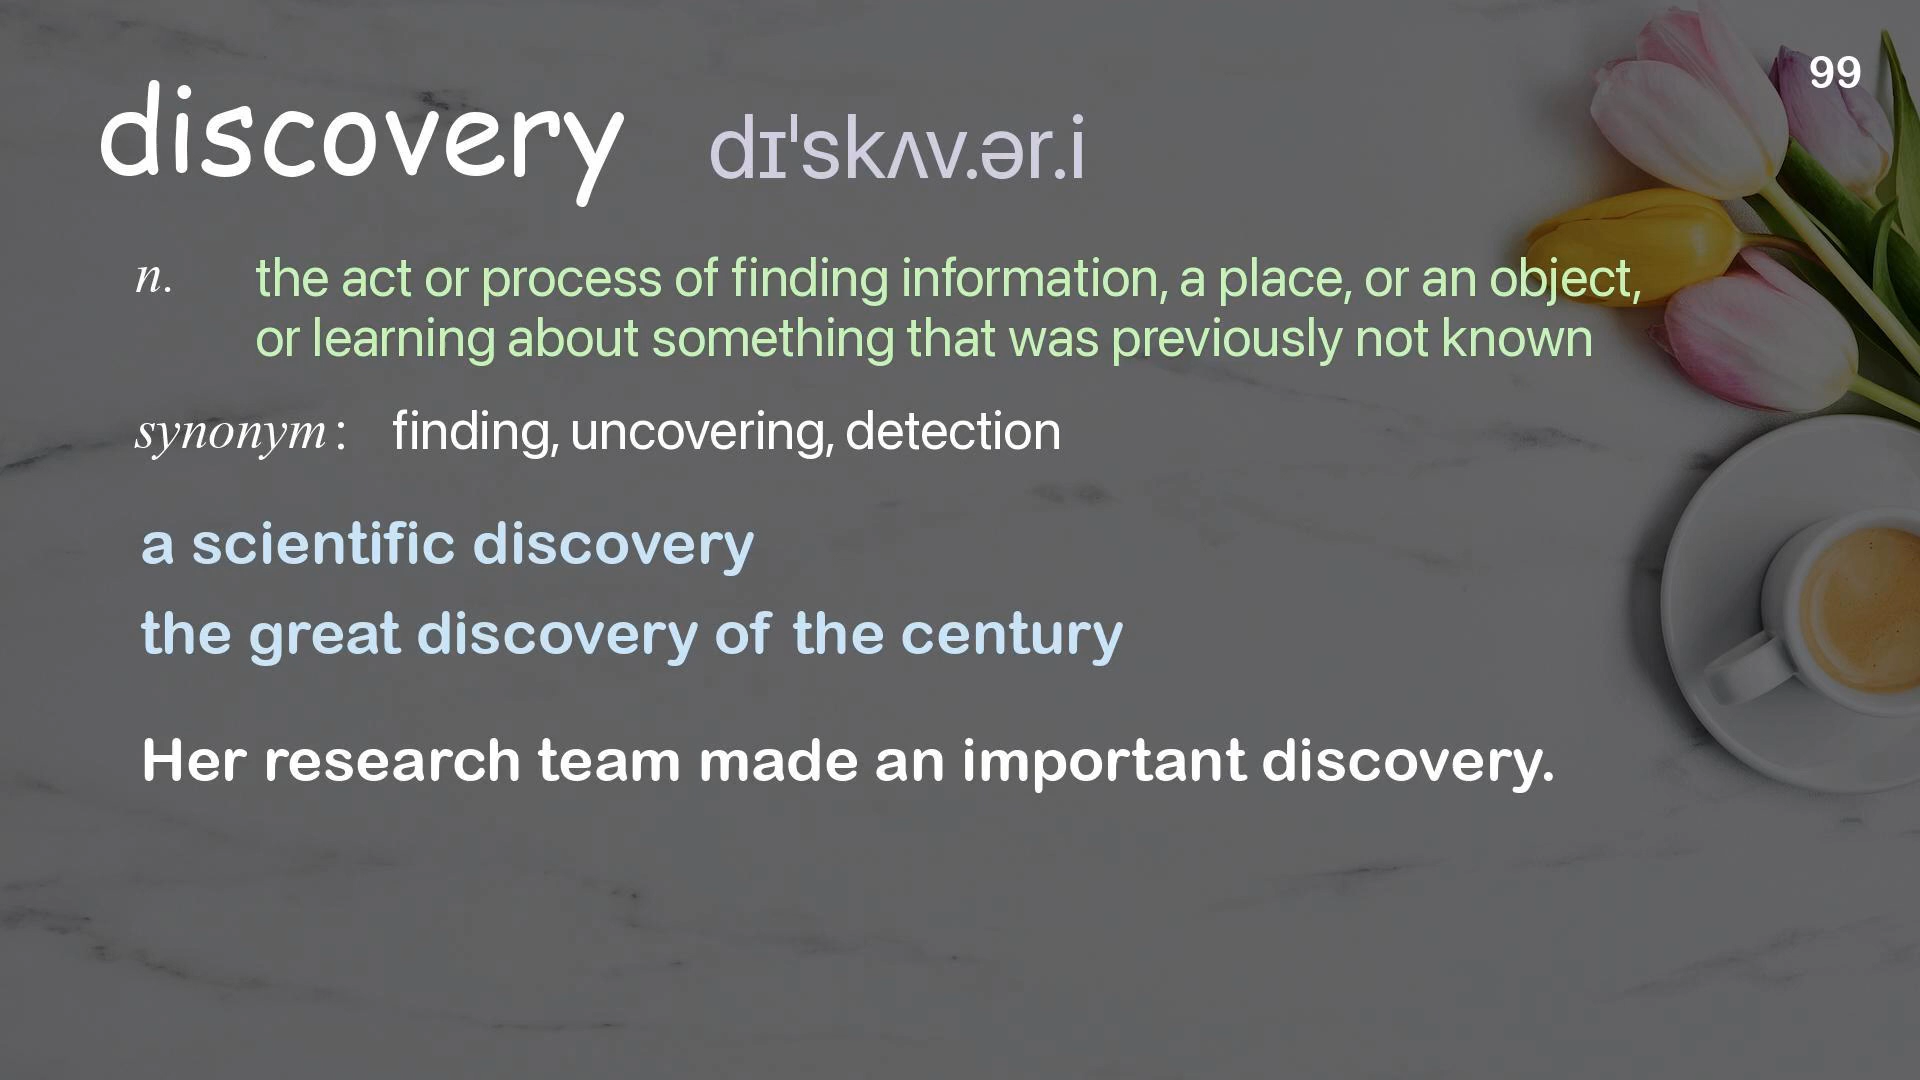 99
discovery dɪˈskʌv.ər.i
n. the act or process of finding information, a place, or an object,
or learning about something that was previously not known
synonym: finding, uncovering, detection
a scientific discovery
the great discovery of the century
Her research team made an important discovery.